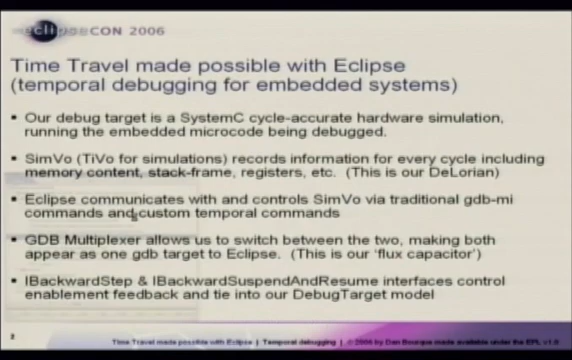 eclipseCON 2006
Time Travel made possible with Eclipse
(temporal debugging for embedded systems)
• Our debug target is a SystemC cycle-accurate hardware simulation,
running the embedded microcode being debugged.
• SimVo (TiVo for simulations) records information for every cycle including
memory content, stack-frame, registers, etc. (This is our DeLorian)
• Eclipse communicates with and controls SimVo via traditional gdb-mi
commands and custom temporal commands
• GDB Multiplexer allows us to switch between the two, making both
appear as one gdb target to Eclipse. (This is our 'flux capacitor')
• IBackwardStep & IBackwardSuspendAndResume interfaces control
enablement feedback and tie into our DebugTarget model
2
Time Travel made possible with Eclipse | Temporal debugging | © 2006 by Dan Bourque made available under the EPL v1.0